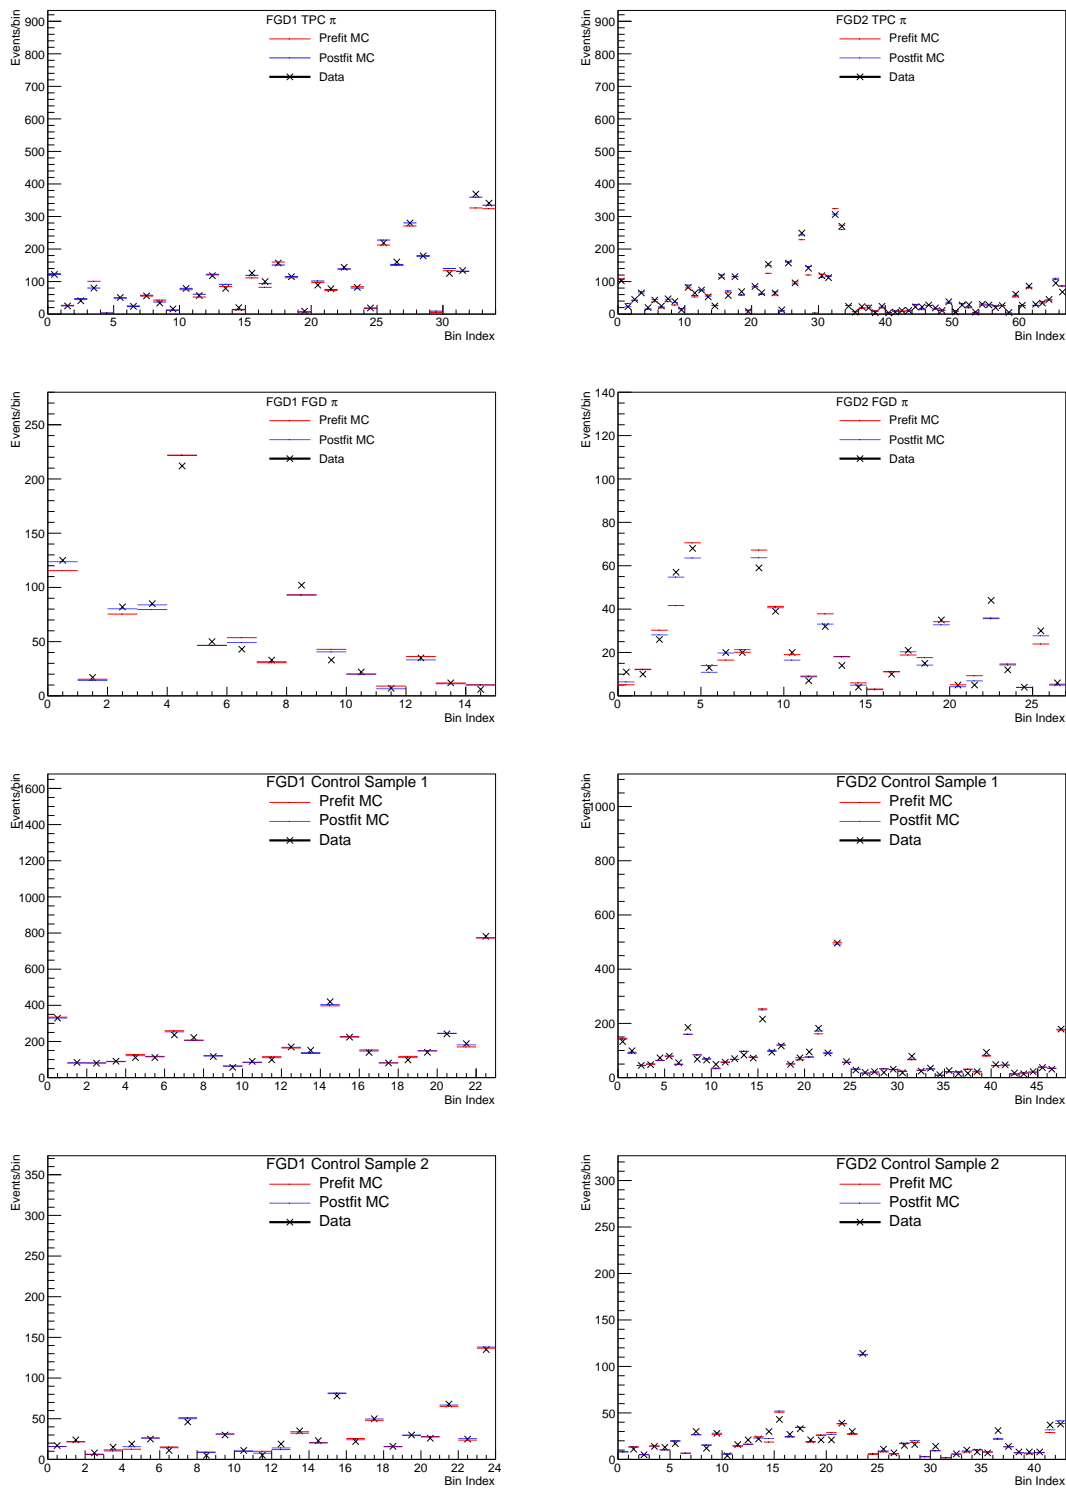 FGD1 TPC π
Prefit MC
Postfit MC
Data
Events/bin
900
800
700
600
500
400
300
200
100
0
0 5 10 15 20 25 30
Bin Index
FGD2 TPC π
Prefit MC
Postfit MC
Data
Events/bin
900
800
700
600
500
400
300
200
100
0
0 10 20 30 40 50 60
Bin Index
FGD1 FGD π
Prefit MC
Postfit MC
Data
Events/bin
250
200
150
100
50
0
0 2 4 6 8 10 12 14
Bin Index
FGD2 FGD π
Prefit MC
Postfit MC
Data
Events/bin
140
120
100
80
60
40
20
0
0 5 10 15 20 25
Bin Index
FGD1 Control Sample 1
Prefit MC
Postfit MC
Data
Events/bin
1600
1400
1200
1000
800
600
400
200
0
0 2 4 6 8 10 12 14 16 18 20 22
Bin Index
FGD2 Control Sample 1
Prefit MC
Postfit MC
Data
Events/bin
1000
800
600
400
200
0
0 5 10 15 20 25 30 35 40 45
Bin Index
FGD1 Control Sample 2
Prefit MC
Postfit MC
Data
Events/bin
350
300
250
200
150
100
50
0
0 2 4 6 8 10 12 14 16 18 20 22 24
Bin Index
FGD2 Control Sample 2
Prefit MC
Postfit MC
Data
Events/bin
300
250
200
150
100
50
0
0 5 10 15 20 25 30 35 40
Bin Index